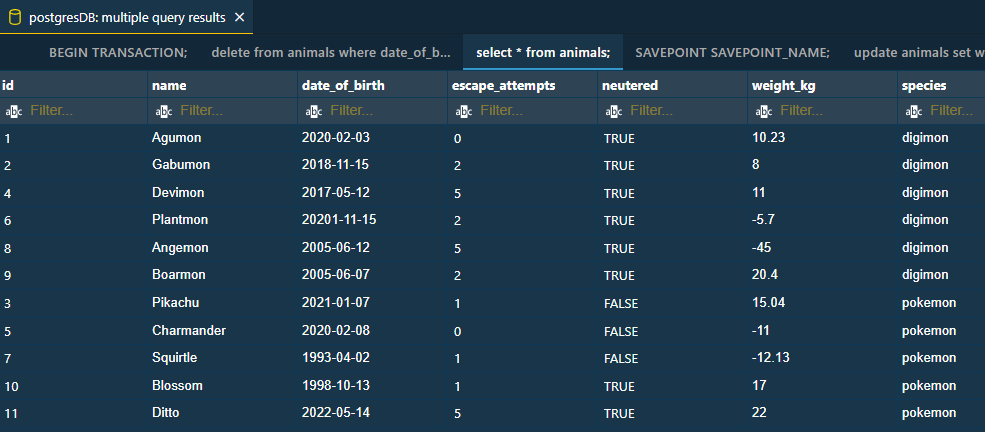 postgresDB: multiple query results ×
BEGIN TRANSACTION; delete from animals where date_of_b... select * from animals; SAVEPOINT SAVEPOINT_NAME; update animals set w
id name date_of_birth escape_attempts neutered weight_kg species
abc Filter... abc Filter... abc Filter... abc Filter... abc Filter... abc Filter... abc Filter...
1 Agumon 2020-02-03 0 TRUE 10.23 digimon
2 Gabumon 2018-11-15 2 TRUE 8 digimon
4 Devimon 2017-05-12 5 TRUE 11 digimon
6 Plantmon 20201-11-15 2 TRUE -5.7 digimon
8 Angemon 2005-06-12 5 TRUE -45 digimon
9 Boarmon 2005-06-07 2 TRUE 20.4 digimon
3 Pikachu 2021-01-07 1 FALSE 15.04 pokemon
5 Charmander 2020-02-08 0 FALSE -11 pokemon
7 Squirtle 1993-04-02 1 FALSE -12.13 pokemon
10 Blossom 1998-10-13 1 TRUE 17 pokemon
11 Ditto 2022-05-14 5 TRUE 22 pokemon